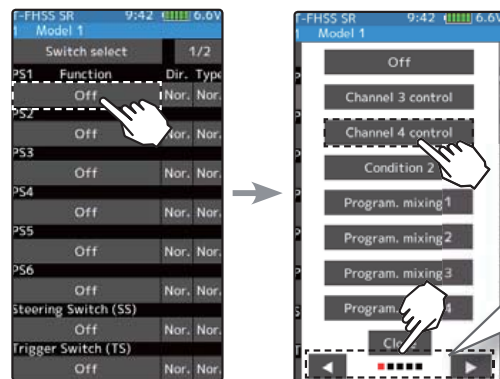 T-FHSS SR 9:42 6.6V
1 Model 1
Switch select 1/2
PS1 Function Dir. Type
Off Nor. Nor.
PS2
Off Nor. Nor.
PS3
Off Nor. Nor.
PS4
Off Nor. Nor.
PS5
Off Nor. Nor.
PS6
Off Nor. Nor.
Steering Switch (SS)
Off Nor. Nor.
Trigger Switch (TS)
Off Nor. Nor.
T-FHSS SR 9:42 6.6V
1 Model 1
Off
Channel 3 control
Channel 4 control
Condition 2
Program. mixing 1
Program. mixing 2
Program. mixing 3
Program. 4